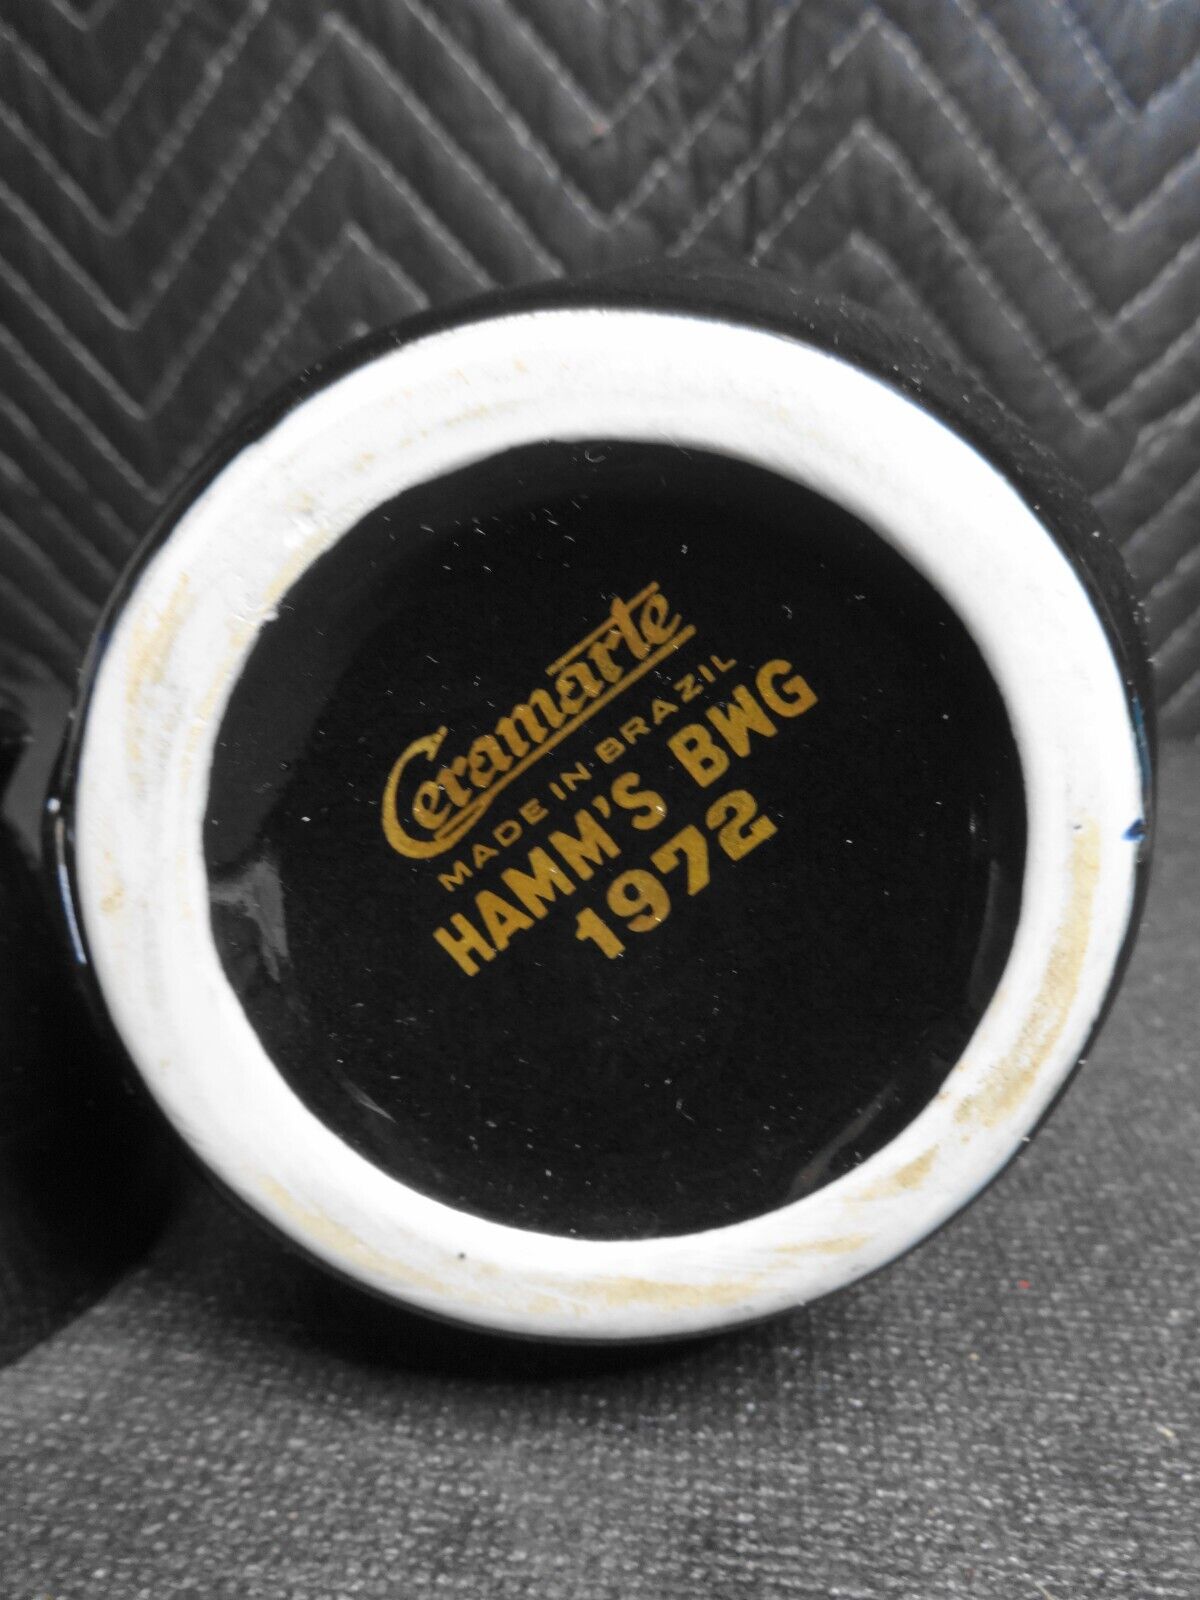 Ceramarte
MADE IN BRAZIL
HAMM'S BWG
1972